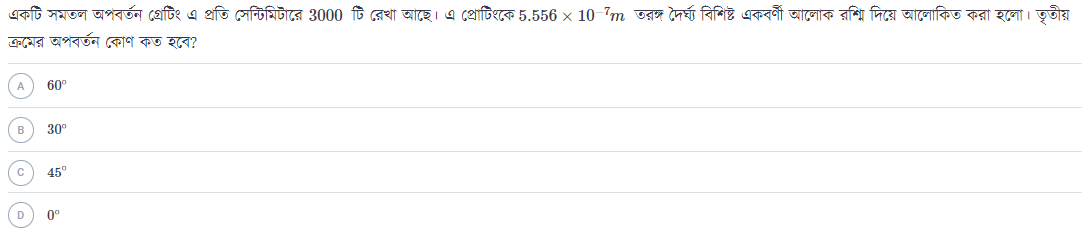 একটি সমতল অপবর্তন গ্রেটিং এ প্রতি সেন্টিমিটারে 3000 টি রেখা আছে। এ প্রোটিংকে 5.556 × 10⁻⁷m তরঙ্গ দৈর্ঘ্য বিশিষ্ট একবর্ণী আলোক রশ্মি দিয়ে আলোকিত করা হলো। তৃতীয়
ক্রমের অপবর্তন কোণ কত হবে?
A 60°
B 30°
C 45°
D 0°